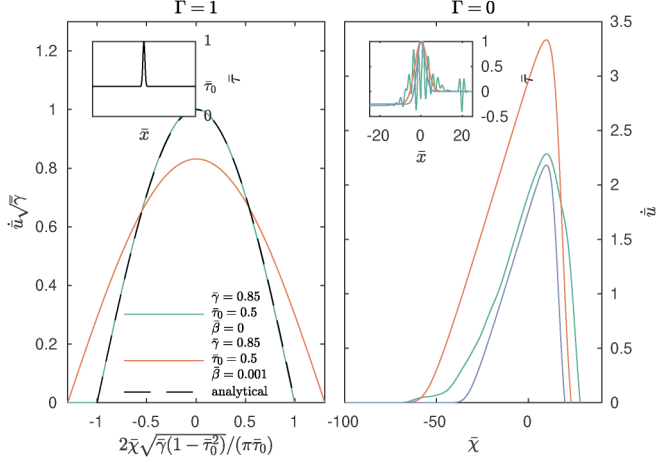 Γ = 1
1.2
1
0.8
0.6
0.4
0.2
0
u̇̄√γ̄
1
τ̄₀
0
τ̄
x̄
γ̄ = 0.85
τ̄₀ = 0.5
β̄ = 0
γ̄ = 0.85
τ̄₀ = 0.5
β̄ = 0.001
analytical
-1 -0.5 0 0.5 1
2χ̄√γ̄(1 − τ̄₀²)/(πτ̄₀)
Γ = 0
1
0.5
0
-0.5
τ̄
-25 0 25
x̄
3.5
3
2.5
2
1.5
1
0.5
0
u̇̄
-100 -50 0
χ̄